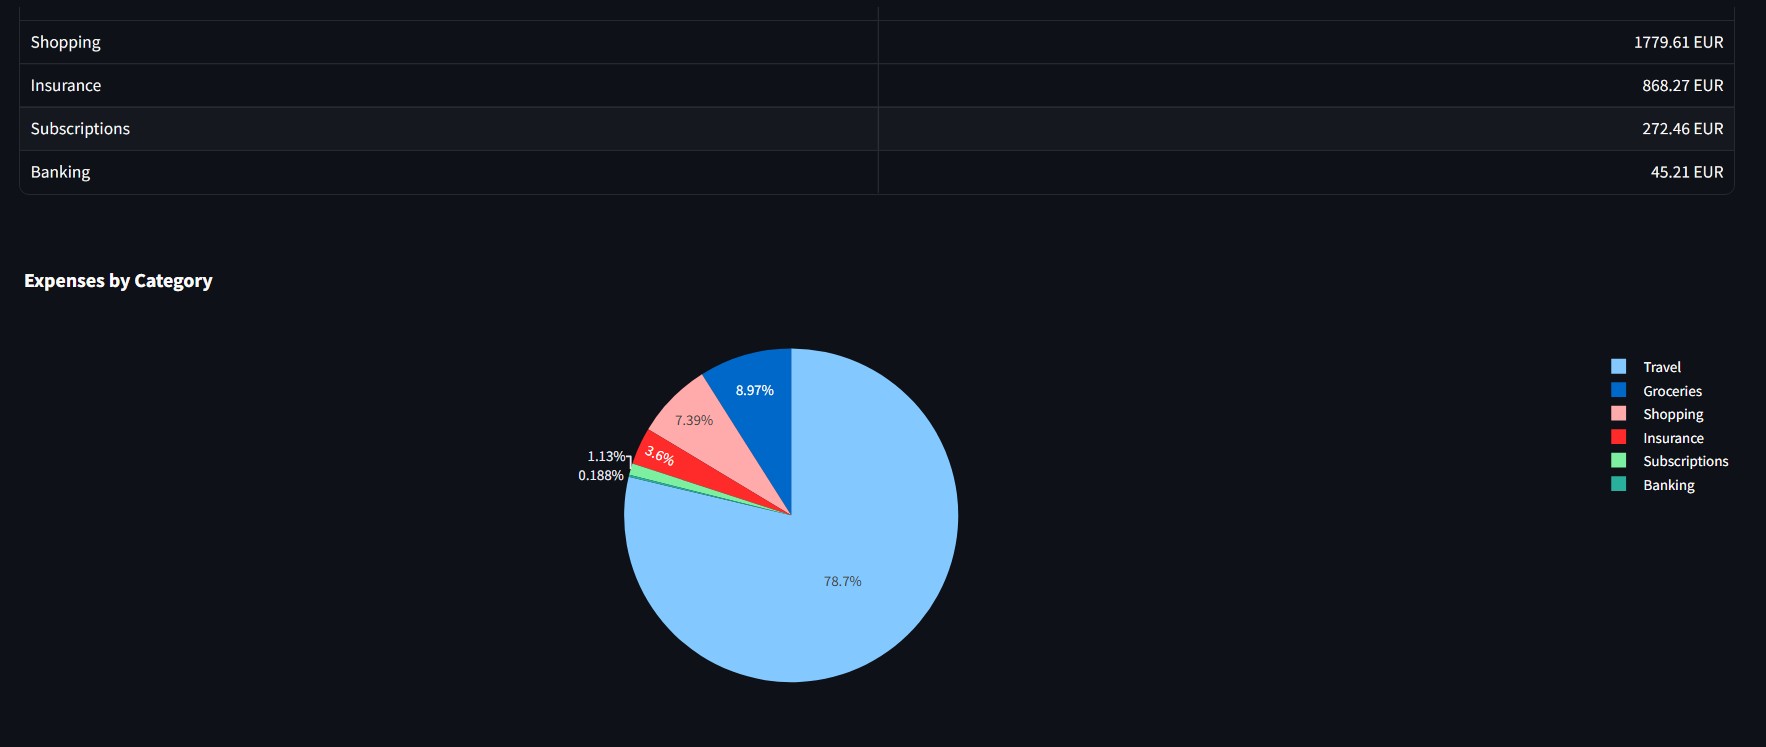 Shopping 1779.61 EUR
Insurance 868.27 EUR
Subscriptions 272.46 EUR
Banking 45.21 EUR
Expenses by Category
8.97%
7.39%
3.6%
1.13%
0.188%
78.7%
Travel
Groceries
Shopping
Insurance
Subscriptions
Banking